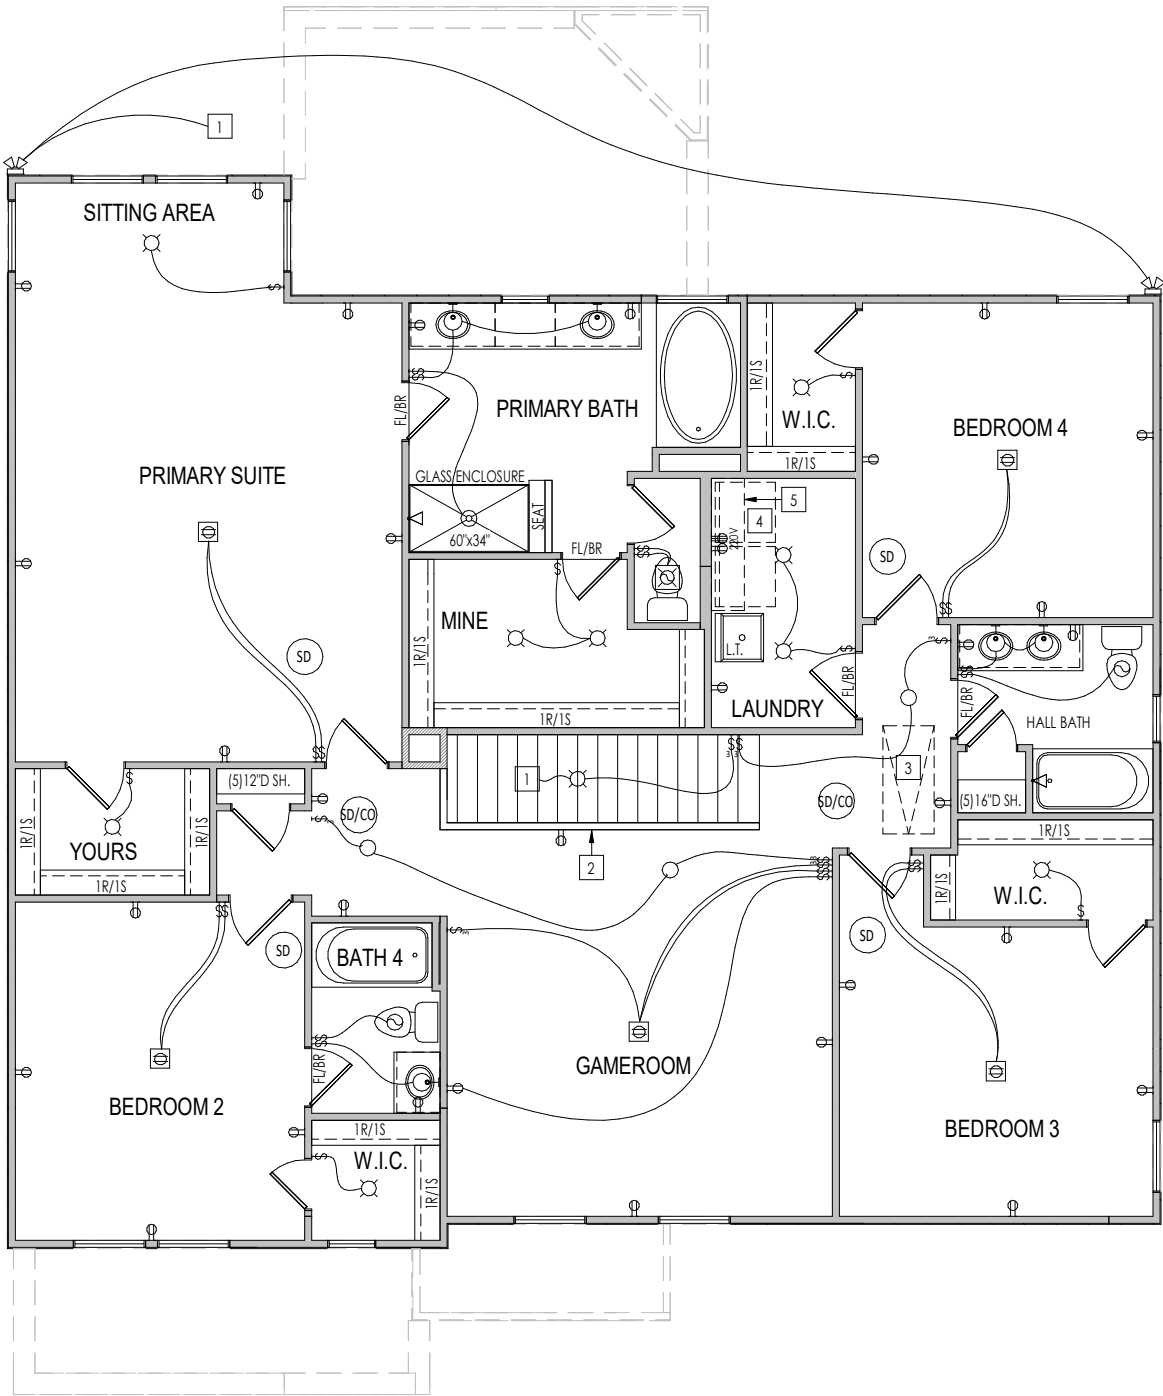 1
SITTING AREA
S
PRIMARY SUITE
FL/BR
PRIMARY BATH
GLASS ENCLOSURE
60"x34"
SEAT
FL/BR
1R/1S
W.I.C.
1R/1S
BEDROOM 4
5
4
220V
SD
SD
MINE
1R/1S
1R/1S
1R/1S
L.T.
LAUNDRY
FL/BR
FL/BR
HALL BATH
1
3
(5)12"D SH.
SD/CO
SD/CO
(5)16"D SH.
YOURS
1R/1S
1R/1S
1R/1S
2
1R/1S
1R/1S
W.I.C.
SD
BATH 4
SD
FL/BR
GAMEROOM
BEDROOM 2
BEDROOM 3
1R/1S
W.I.C.
1R/1S